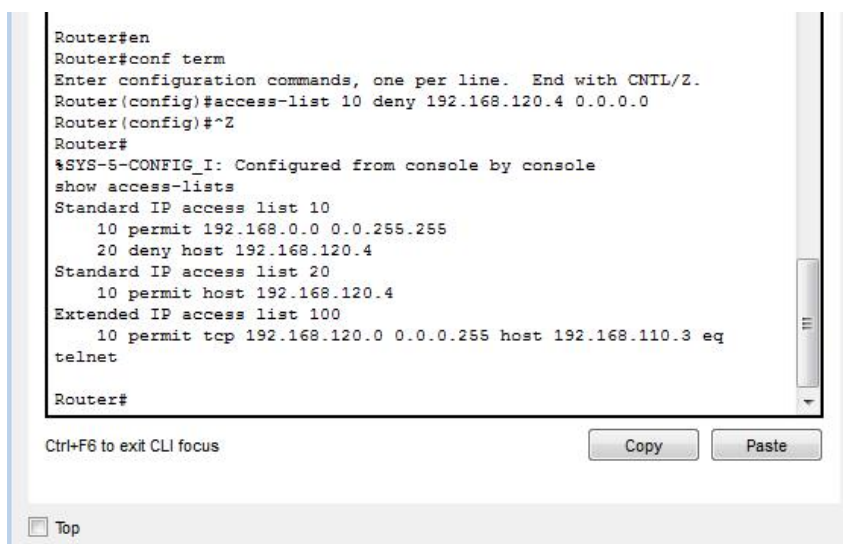 Router#en
Router#conf term
Enter configuration commands, one per line.  End with CNTL/Z.
Router(config)#access-list 10 deny 192.168.120.4 0.0.0.0
Router(config)#^Z
Router#
%SYS-5-CONFIG_I: Configured from console by console
show access-lists
Standard IP access list 10
    10 permit 192.168.0.0 0.0.255.255
    20 deny host 192.168.120.4
Standard IP access list 20
    10 permit host 192.168.120.4
Extended IP access list 100
    10 permit tcp 192.168.120.0 0.0.0.255 host 192.168.110.3 eq
telnet
Router#
Ctrl+F6 to exit CLI focus
Copy
Paste
Top